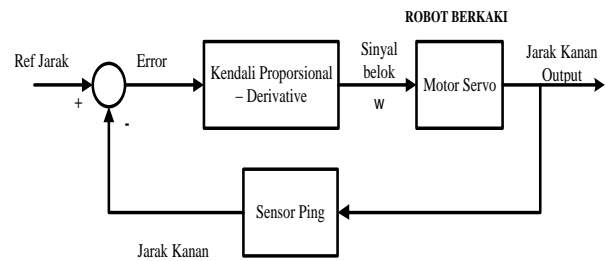 ROBOT BERKAKI
Ref Jarak
Error
Kendali Proporsional
– Derivative
Sinyal
belok
w
Motor Servo
Jarak Kanan
Output
+
-
Sensor Ping
Jarak Kanan